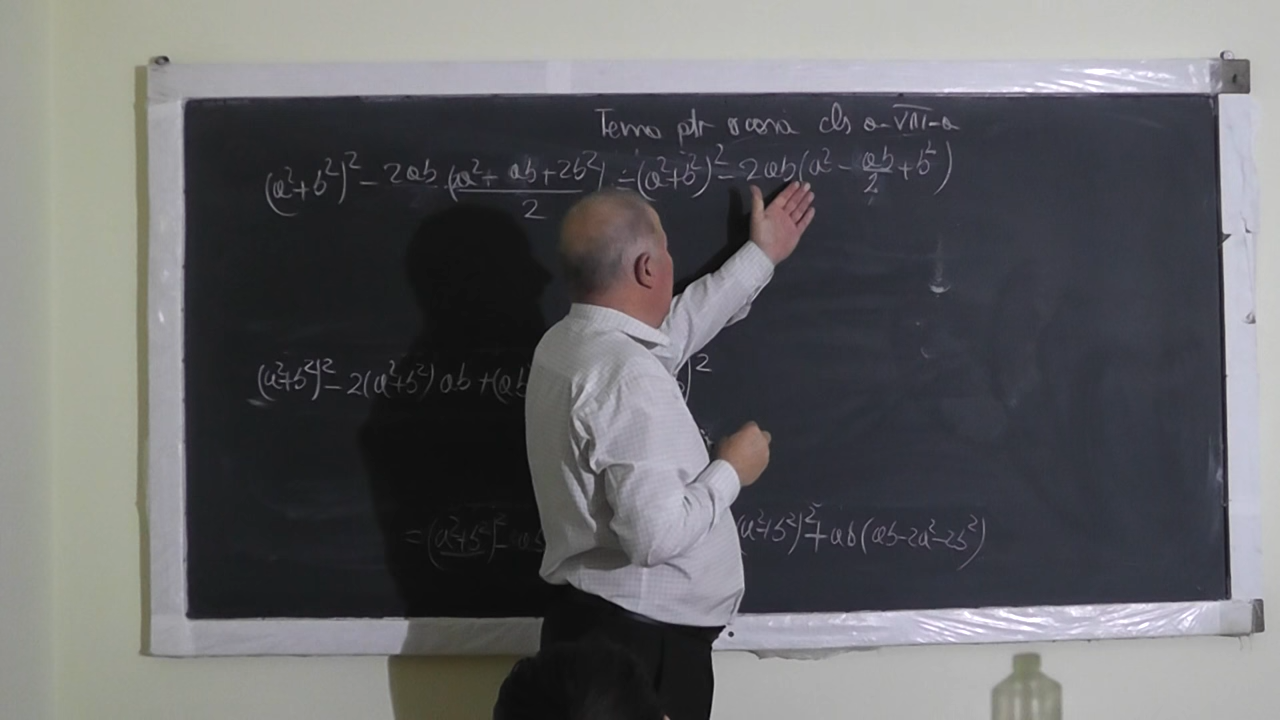 Tema ptr acasă cls a-VIII-a
(a²+b²)² - 2ab · (2a² - ab + 2b²)/2 = (a²+b²)² - 2ab(a² - ab/2 + b²)
(a²+b²)² - 2(a²+b²) ab + (ab )²
= (a²+b²)² - ab (a²+b²)² + ab(ab-2a²-2b²)